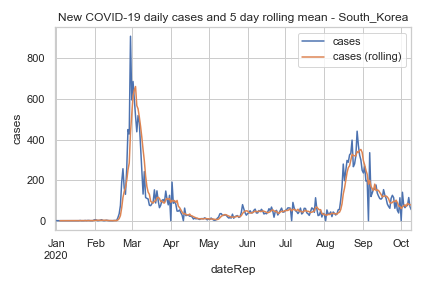 New COVID-19 daily cases and 5 day rolling mean - South_Korea
cases
cases (rolling)
800
600
400
200
0
cases
Jan Feb Mar Apr May Jun Jul Aug Sep Oct
2020
dateRep